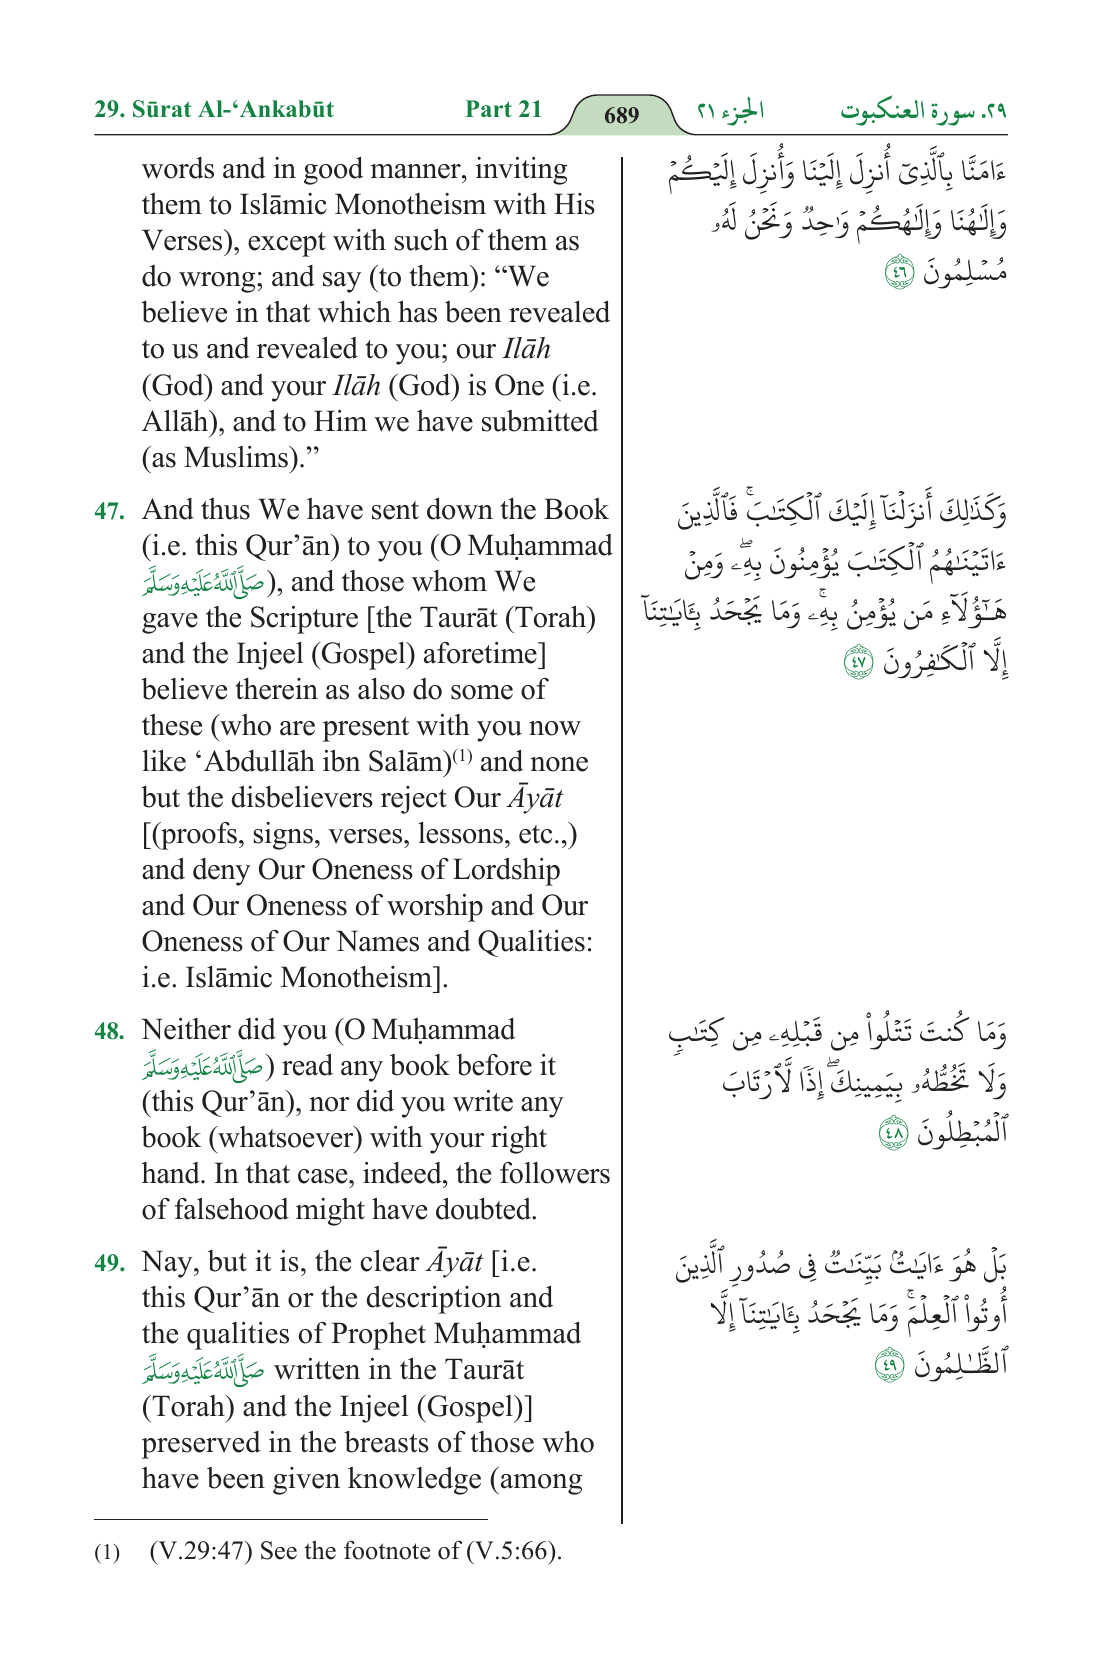 29. Sūrat Al-‘Ankabūt Part 21 689 الجزء ٢١ ٢٩. سورة العنكبوت
words and in good manner, inviting
them to Islāmic Monotheism with His
Verses), except with such of them as
do wrong; and say (to them): “We
believe in that which has been revealed
to us and revealed to you; our Ilāh
(God) and your Ilāh (God) is One (i.e.
Allāh), and to Him we have submitted
(as Muslims).”
47. And thus We have sent down the Book
(i.e. this Qur’ān) to you (O Muḥammad
صَلَّى اللَّهُ عَلَيْهِ وَسَلَّمَ), and those whom We
gave the Scripture [the Taurāt (Torah)
and the Injeel (Gospel) aforetime]
believe therein as also do some of
these (who are present with you now
like ‘Abdullāh ibn Salām)(1) and none
but the disbelievers reject Our Āyāt
[(proofs, signs, verses, lessons, etc.,)
and deny Our Oneness of Lordship
and Our Oneness of worship and Our
Oneness of Our Names and Qualities:
i.e. Islāmic Monotheism].
48. Neither did you (O Muḥammad
صَلَّى اللَّهُ عَلَيْهِ وَسَلَّمَ) read any book before it
(this Qur’ān), nor did you write any
book (whatsoever) with your right
hand. In that case, indeed, the followers
of falsehood might have doubted.
49. Nay, but it is, the clear Āyāt [i.e.
this Qur’ān or the description and
the qualities of Prophet Muḥammad
صَلَّى اللَّهُ عَلَيْهِ وَسَلَّمَ written in the Taurāt
(Torah) and the Injeel (Gospel)]
preserved in the breasts of those who
have been given knowledge (among
ءَامَنَّا بِٱلَّذِىٓ أُنزِلَ إِلَيْنَا وَأُنزِلَ إِلَيْكُمْ
وَإِلَٰهُنَا وَإِلَٰهُكُمْ وَٰحِدٌ وَنَحْنُ لَهُۥ
مُسْلِمُونَ ٤٦
وَكَذَٰلِكَ أَنزَلْنَآ إِلَيْكَ ٱلْكِتَٰبَ ۚ فَٱلَّذِينَ
ءَاتَيْنَٰهُمُ ٱلْكِتَٰبَ يُؤْمِنُونَ بِهِۦ ۖ وَمِنْ
هَٰٓؤُلَآءِ مَن يُؤْمِنُ بِهِۦ ۚ وَمَا يَجْحَدُ بِـَٔايَٰتِنَآ
إِلَّا ٱلْكَٰفِرُونَ ٤٧
وَمَا كُنتَ تَتْلُوا۟ مِن قَبْلِهِۦ مِن كِتَٰبٍ
وَلَا تَخُطُّهُۥ بِيَمِينِكَ ۖ إِذًا لَّٱرْتَابَ
ٱلْمُبْطِلُونَ ٤٨
بَلْ هُوَ ءَايَٰتٌۢ بَيِّنَٰتٌ فِى صُدُورِ ٱلَّذِينَ
أُوتُوا۟ ٱلْعِلْمَ ۚ وَمَا يَجْحَدُ بِـَٔايَٰتِنَآ إِلَّا
ٱلظَّٰلِمُونَ ٤٩
(1) (V.29:47) See the footnote of (V.5:66).